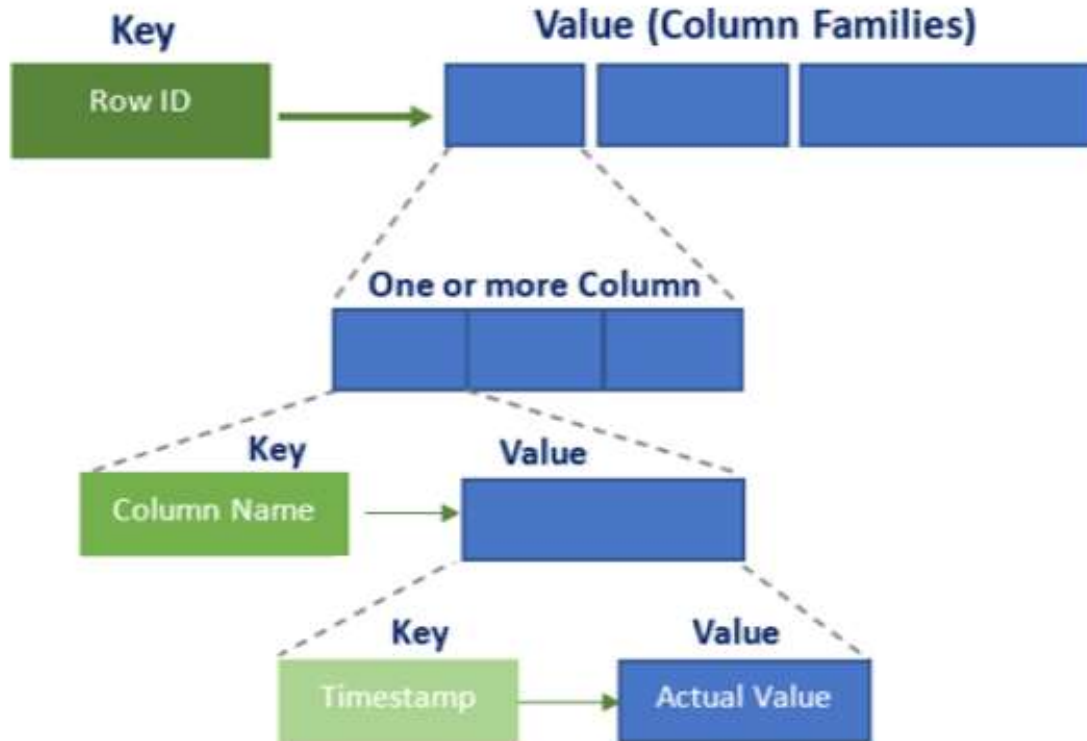 Key
Value (Column Families)
Row ID
One or more Column
Key
Value
Column Name
Key
Value
Timestamp
Actual Value